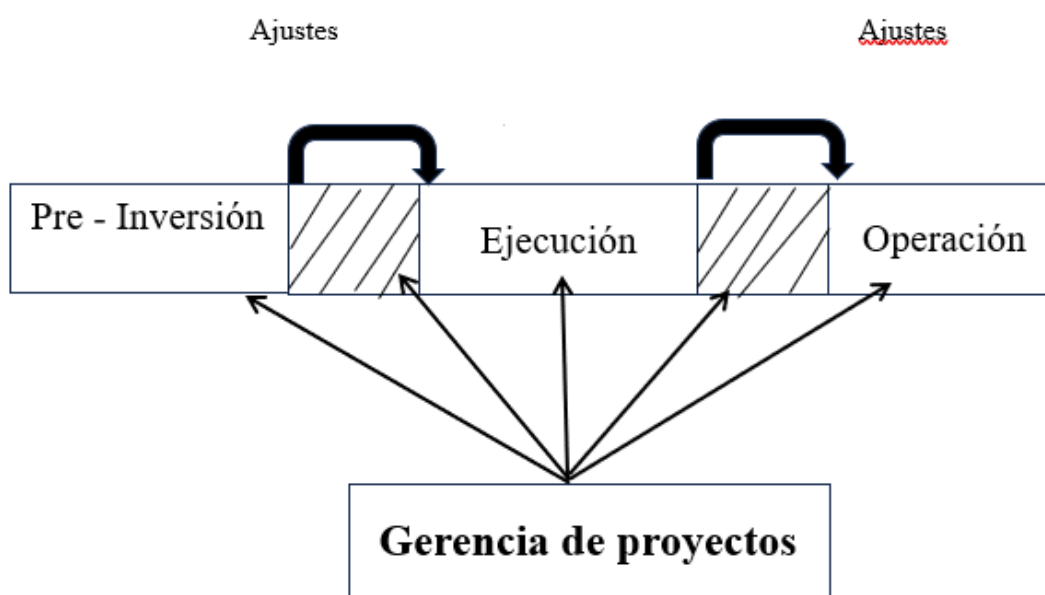 Ajustes
Ajustes
Pre - Inversión
Ejecución
Operación
Gerencia de proyectos